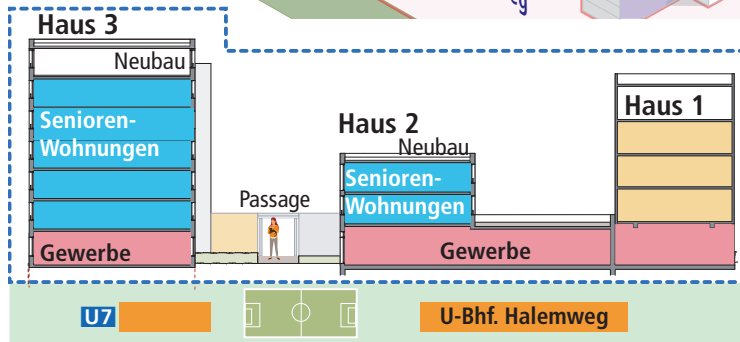 Haus 3
Neubau
Senioren-
Wohnungen
Gewerbe
Passage
Haus 2
Neubau
Senioren-
Wohnungen
Gewerbe
Haus 1
U7
U-Bhf. Halemweg